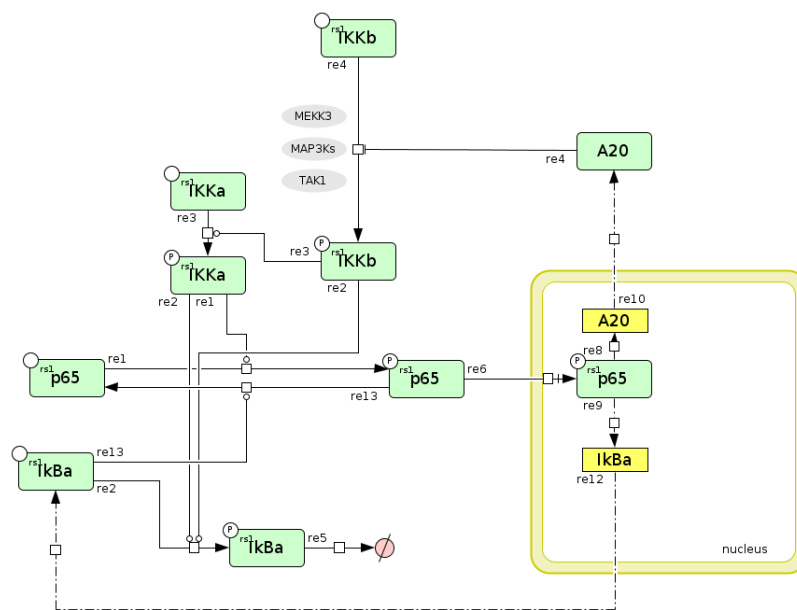 rs1
IKKb
re4
MEKK3
MAP3Ks
TAK1
A20
re4
rs1
IKKa
re3
P
rs1
IKKb
re3
re2
P
rs1
IKKa
re2
re1
re10
A20
re8
rs1
p65
re1
P
rs1
p65
re6
re13
P
rs1
p65
re9
IkBa
re12
rs1
IkBa
re13
re2
P
rs1
IkBa
re5
nucleus